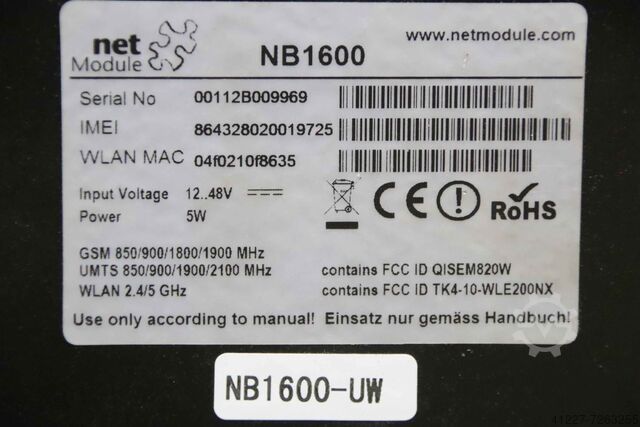 net
Module
NB1600
www.netmodule.com
Serial No 00112B009969
IMEI 864328020019725
WLAN MAC 04f0210f8635
Input Voltage 12..48V
Power 5W
CE
RoHS
GSM 850/900/1800/1900 MHz
UMTS 850/900/1900/2100 MHz contains FCC ID QISEM820W
WLAN 2.4/5 GHz contains FCC ID TK4-10-WLE200NX
Use only according to manual! Einsatz nur gemäss Handbuch!
NB1600-UW
41227-7263255